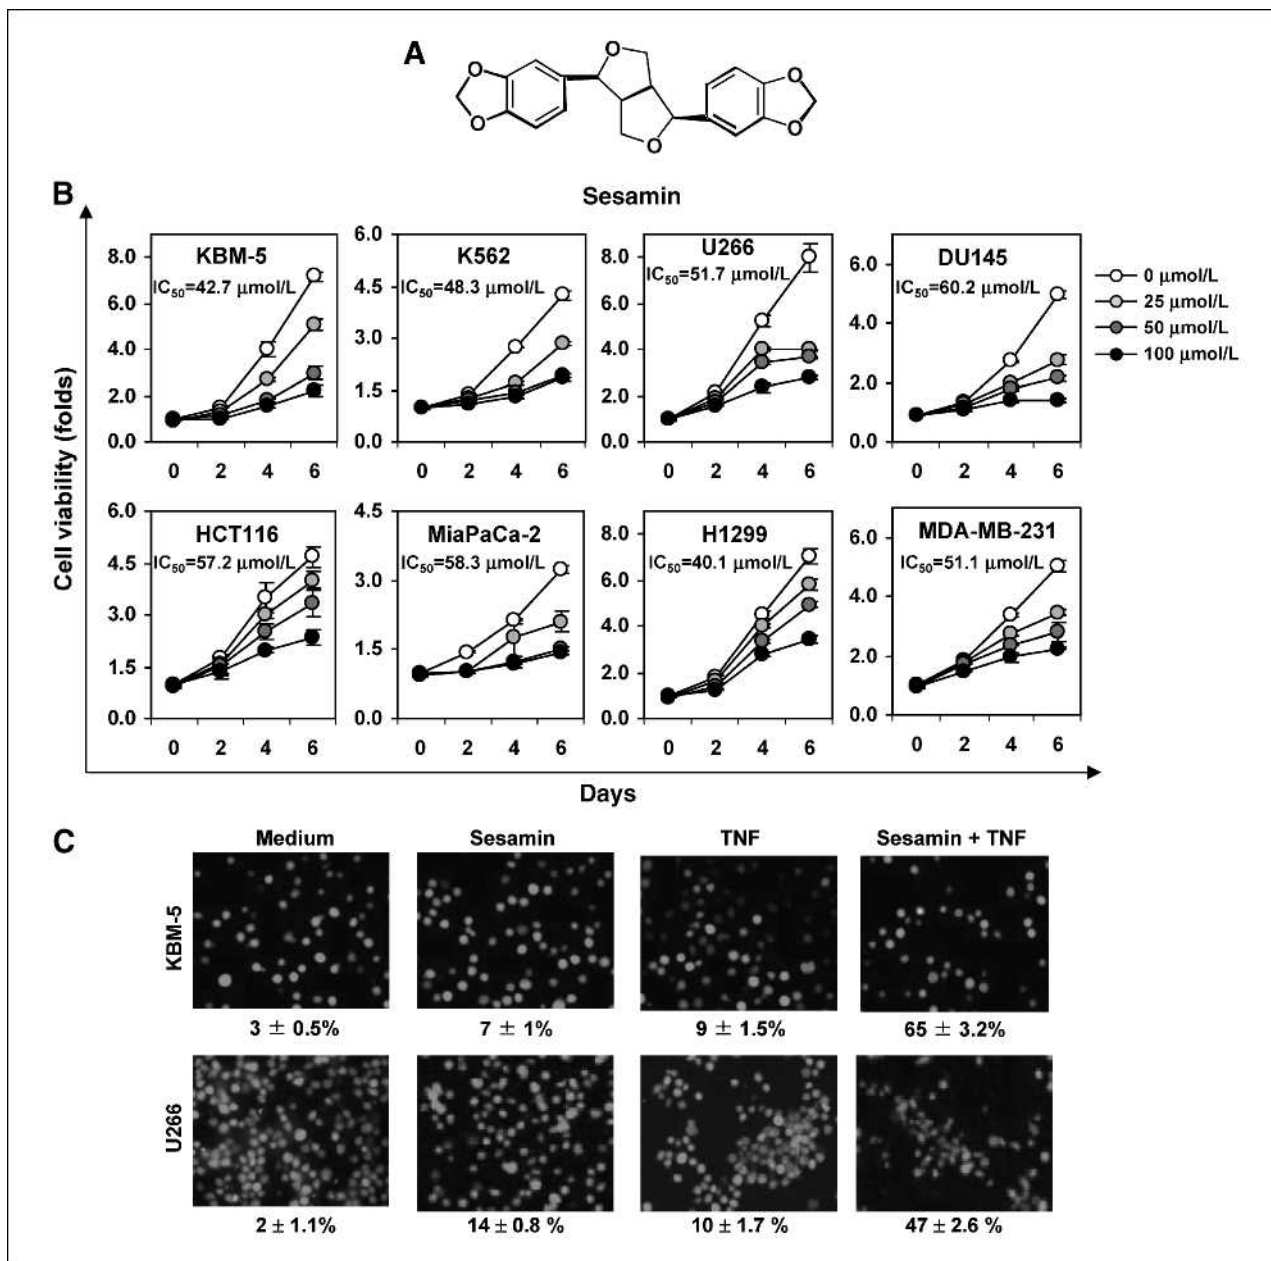 A
O
O
O
O
O
O
B
Sesamin
Cell viability (folds)
KBM-5
IC50=42.7 μmol/L
8.0
6.0
4.0
2.0
0.0
0 2 4 6
K562
IC50=48.3 μmol/L
6.0
4.5
3.0
1.5
0.0
0 2 4 6
U266
IC50=51.7 μmol/L
8.0
6.0
4.0
2.0
0.0
0 2 4 6
DU145
IC50=60.2 μmol/L
6.0
4.0
2.0
0.0
0 2 4 6
0 μmol/L
25 μmol/L
50 μmol/L
100 μmol/L
HCT116
IC50=57.2 μmol/L
6.0
4.5
3.0
1.5
0.0
0 2 4 6
MiaPaCa-2
IC50=58.3 μmol/L
4.5
3.0
1.5
0.0
0 2 4 6
H1299
IC50=40.1 μmol/L
8.0
6.0
4.0
2.0
0.0
0 2 4 6
MDA-MB-231
IC50=51.1 μmol/L
6.0
4.0
2.0
0.0
0 2 4 6
Days
C
Medium Sesamin TNF Sesamin + TNF
KBM-5
3 ± 0.5% 7 ± 1% 9 ± 1.5% 65 ± 3.2%
U266
2 ± 1.1% 14 ± 0.8 % 10 ± 1.7 % 47 ± 2.6 %